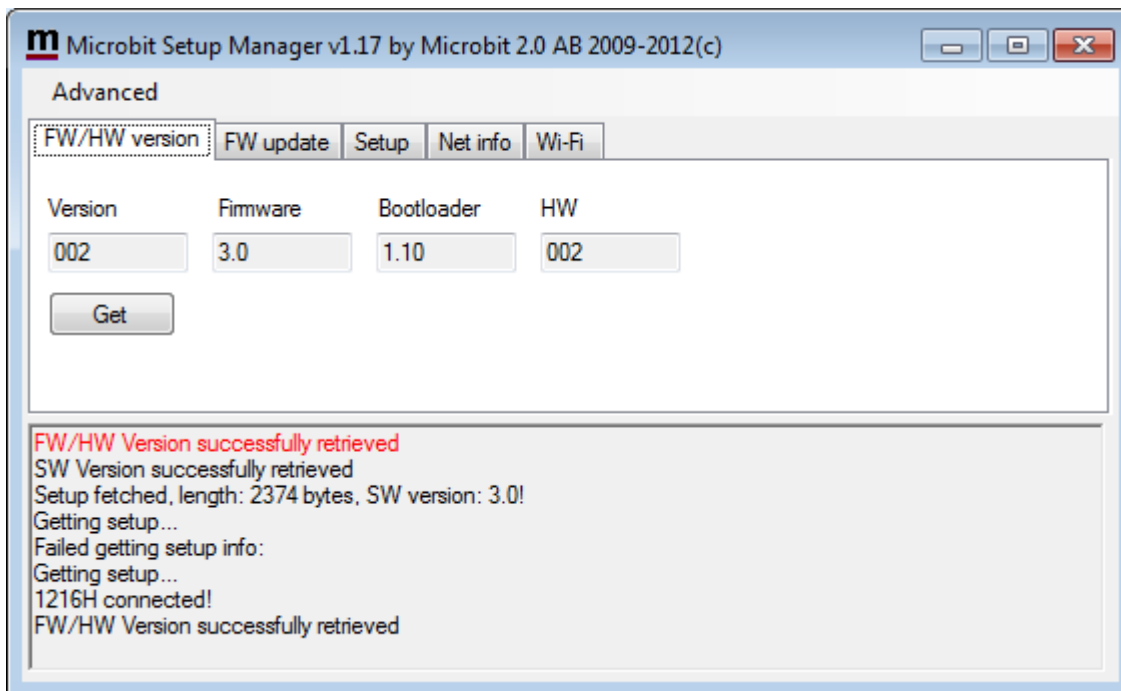 m Microbit Setup Manager v1.17 by Microbit 2.0 AB 2009-2012(c)
Advanced
FW/HW version FW update Setup Net info Wi-Fi
Version Firmware Bootloader HW
002 3.0 1.10 002
Get
FW/HW Version successfully retrieved
SW Version successfully retrieved
Setup fetched, length: 2374 bytes, SW version: 3.0!
Getting setup...
Failed getting setup info:
Getting setup...
1216H connected!
FW/HW Version successfully retrieved